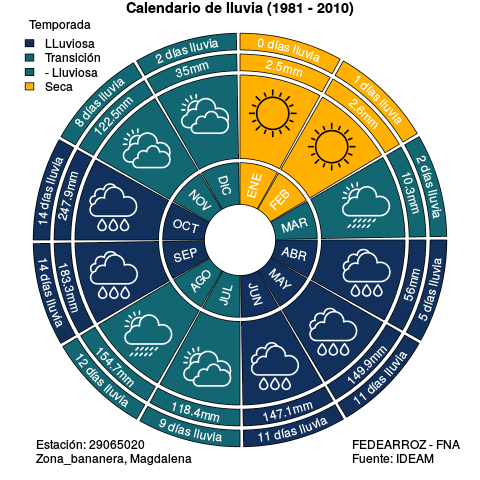 Calendario de lluvia (1981 - 2010)
Temporada
LLuviosa
Transición
- Lluviosa
Seca
0 días lluvia
2.5mm
ENE
1 días lluvia
2.6mm
FEB
2 días lluvia
10.3mm
MAR
5 días lluvia
56mm
ABR
11 días lluvia
149.9mm
MAY
11 días lluvia
147.1mm
JUN
9 días lluvia
118.4mm
JUL
12 días lluvia
154.7mm
AGO
14 días lluvia
183.3mm
SEP
14 días lluvia
247.9mm
OCT
8 días lluvia
122.5mm
NOV
2 días lluvia
35mm
DIC
Estación: 29065020
Zona_bananera, Magdalena
FEDEARROZ - FNA
Fuente: IDEAM